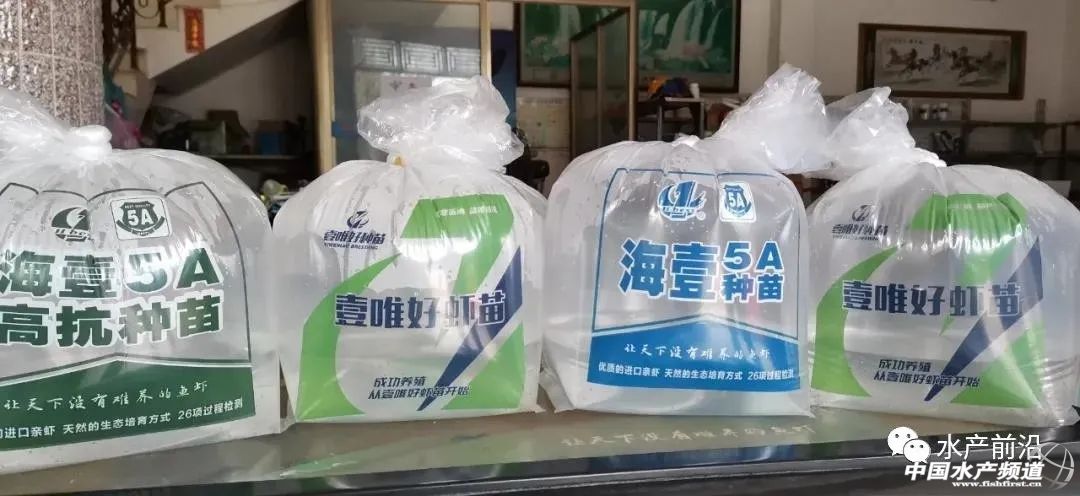 5A
海壹5A
高抗种苗
让天下没有难养的鱼虾
进口亲虾 天然的生态培育方式 26项过程检测
壹唯好种苗
壹唯好虾苗
成功养殖
从壹唯好虾苗开始
5A
海壹5A
种苗
让天下没有难养的鱼虾
优质的进口亲虾 天然的生态培育方式 26项过程检测
壹唯好种苗
壹唯好虾苗
成功养殖
从壹唯好虾苗开始
水产前沿
中国水产频道
www.fishfirst.cn